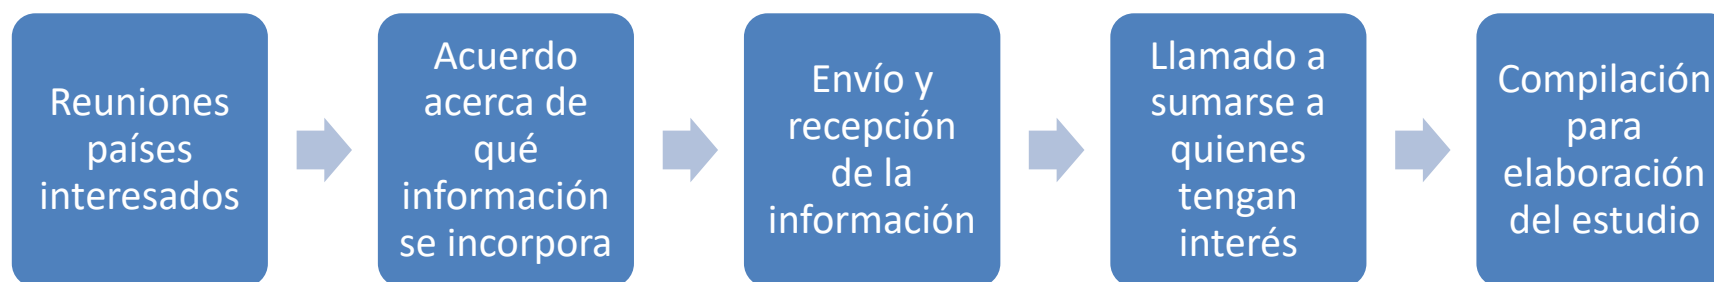 Reuniones
países
interesados
Acuerdo
acerca de
qué
información
se incorpora
Envío y
recepción
de la
información
Llamado a
sumarse a
quienes
tengan
interés
Compilación
para
elaboración
del estudio